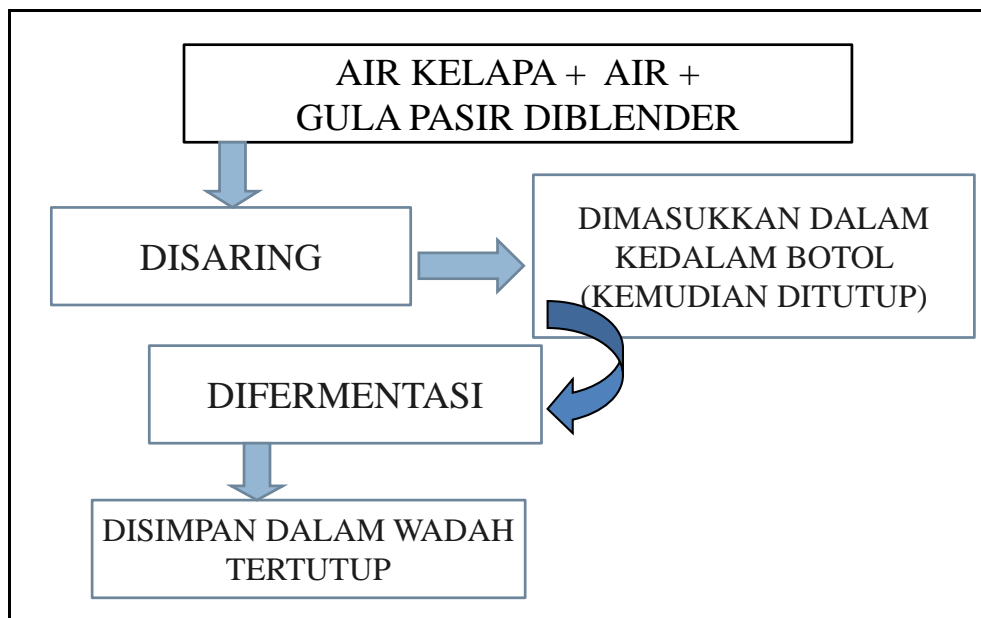 AIR KELAPA + AIR +
GULA PASIR DIBLENDER
DISARING
DIMASUKKAN DALAM
KEDALAM BOTOL
(KEMUDIAN DITUTUP)
DIFERMENTASI
DISIMPAN DALAM WADAH
TERTUTUP